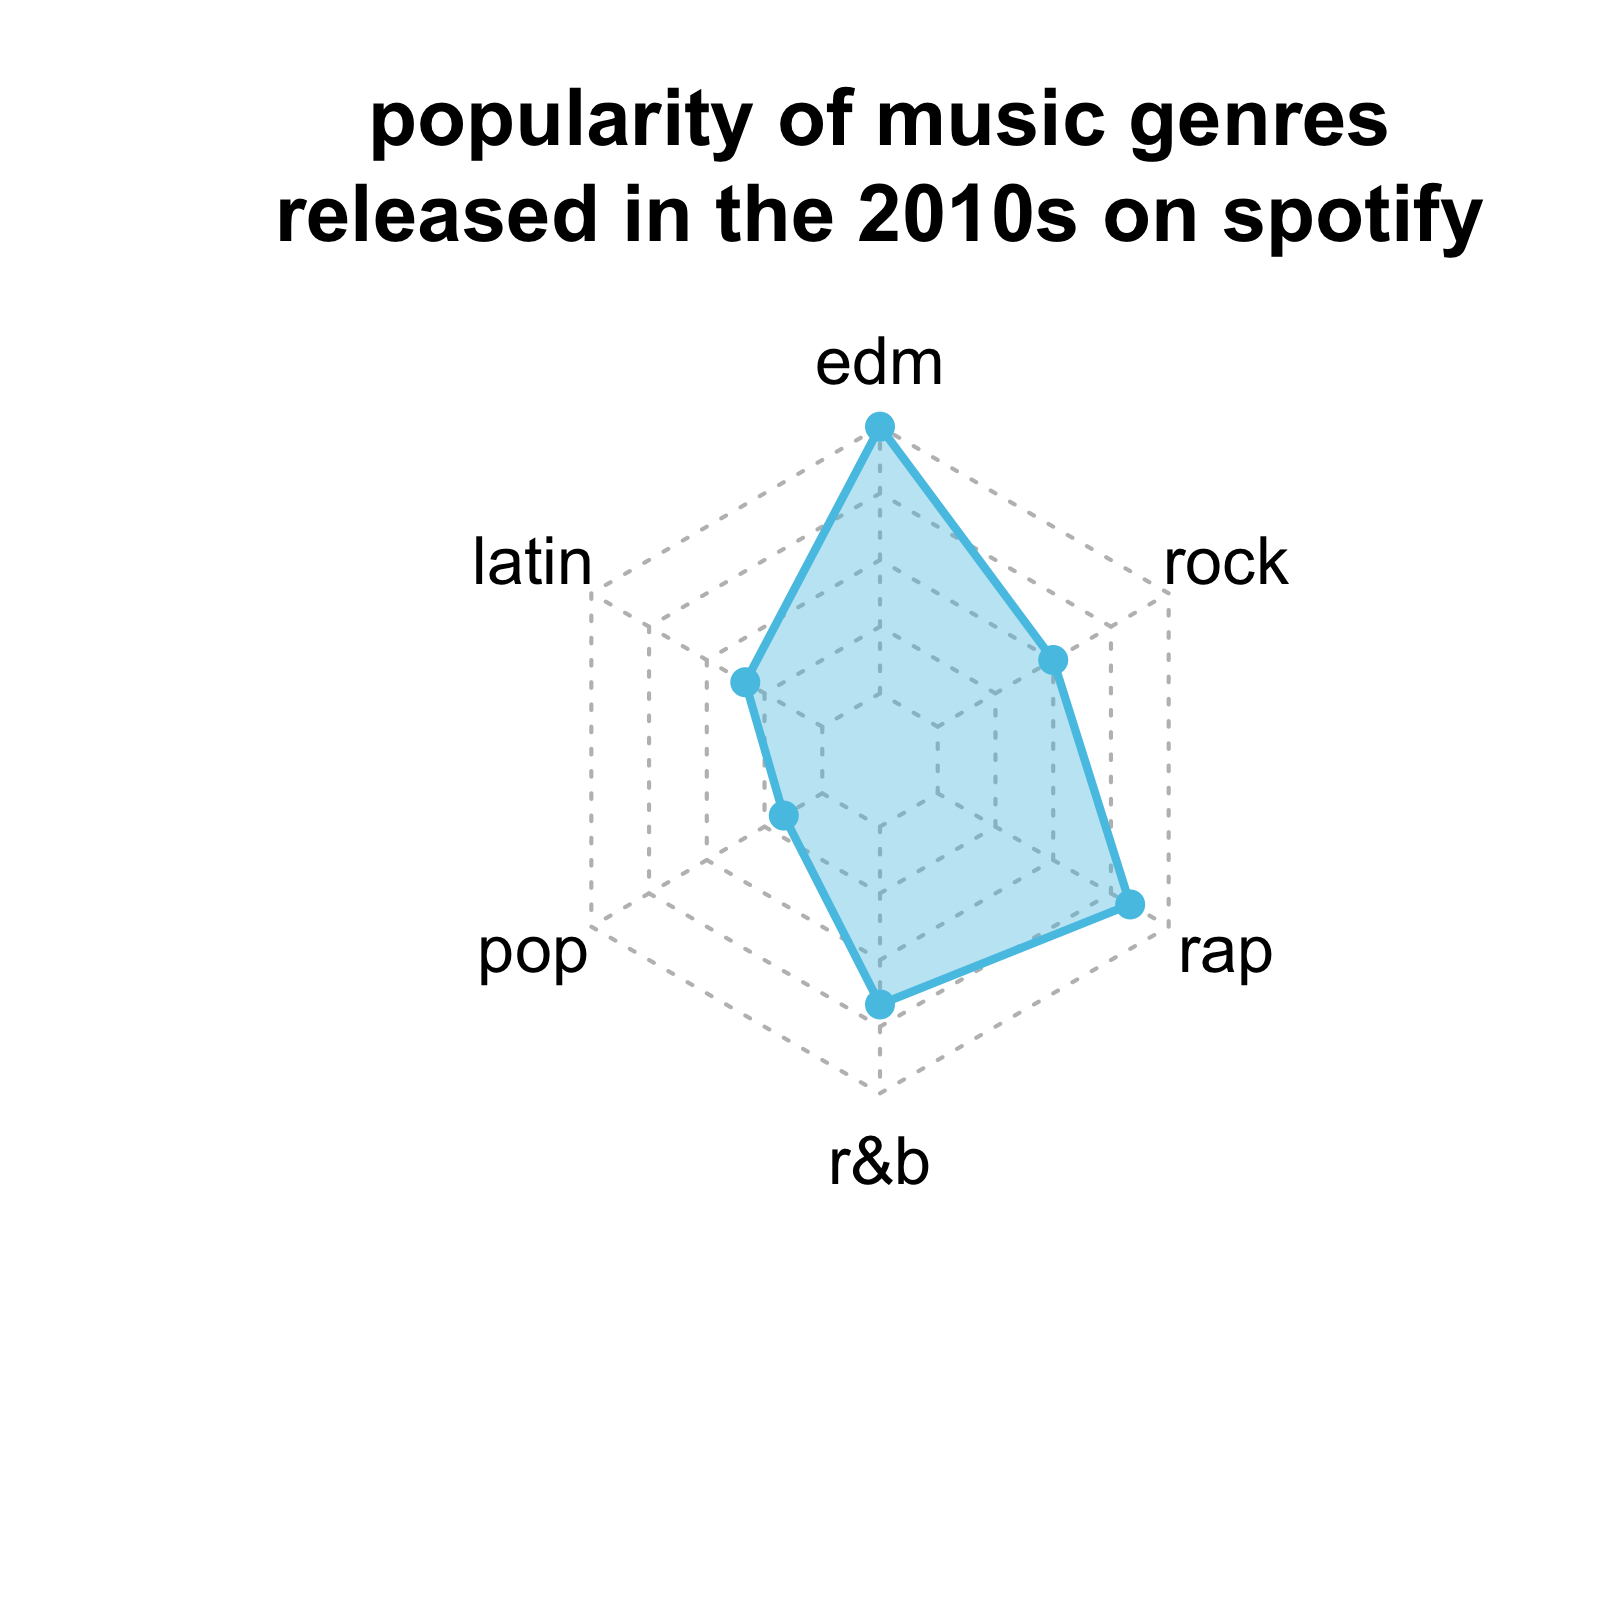 popularity of music genres
released in the 2010s on spotify
edm
latin
rock
pop
rap
r&b